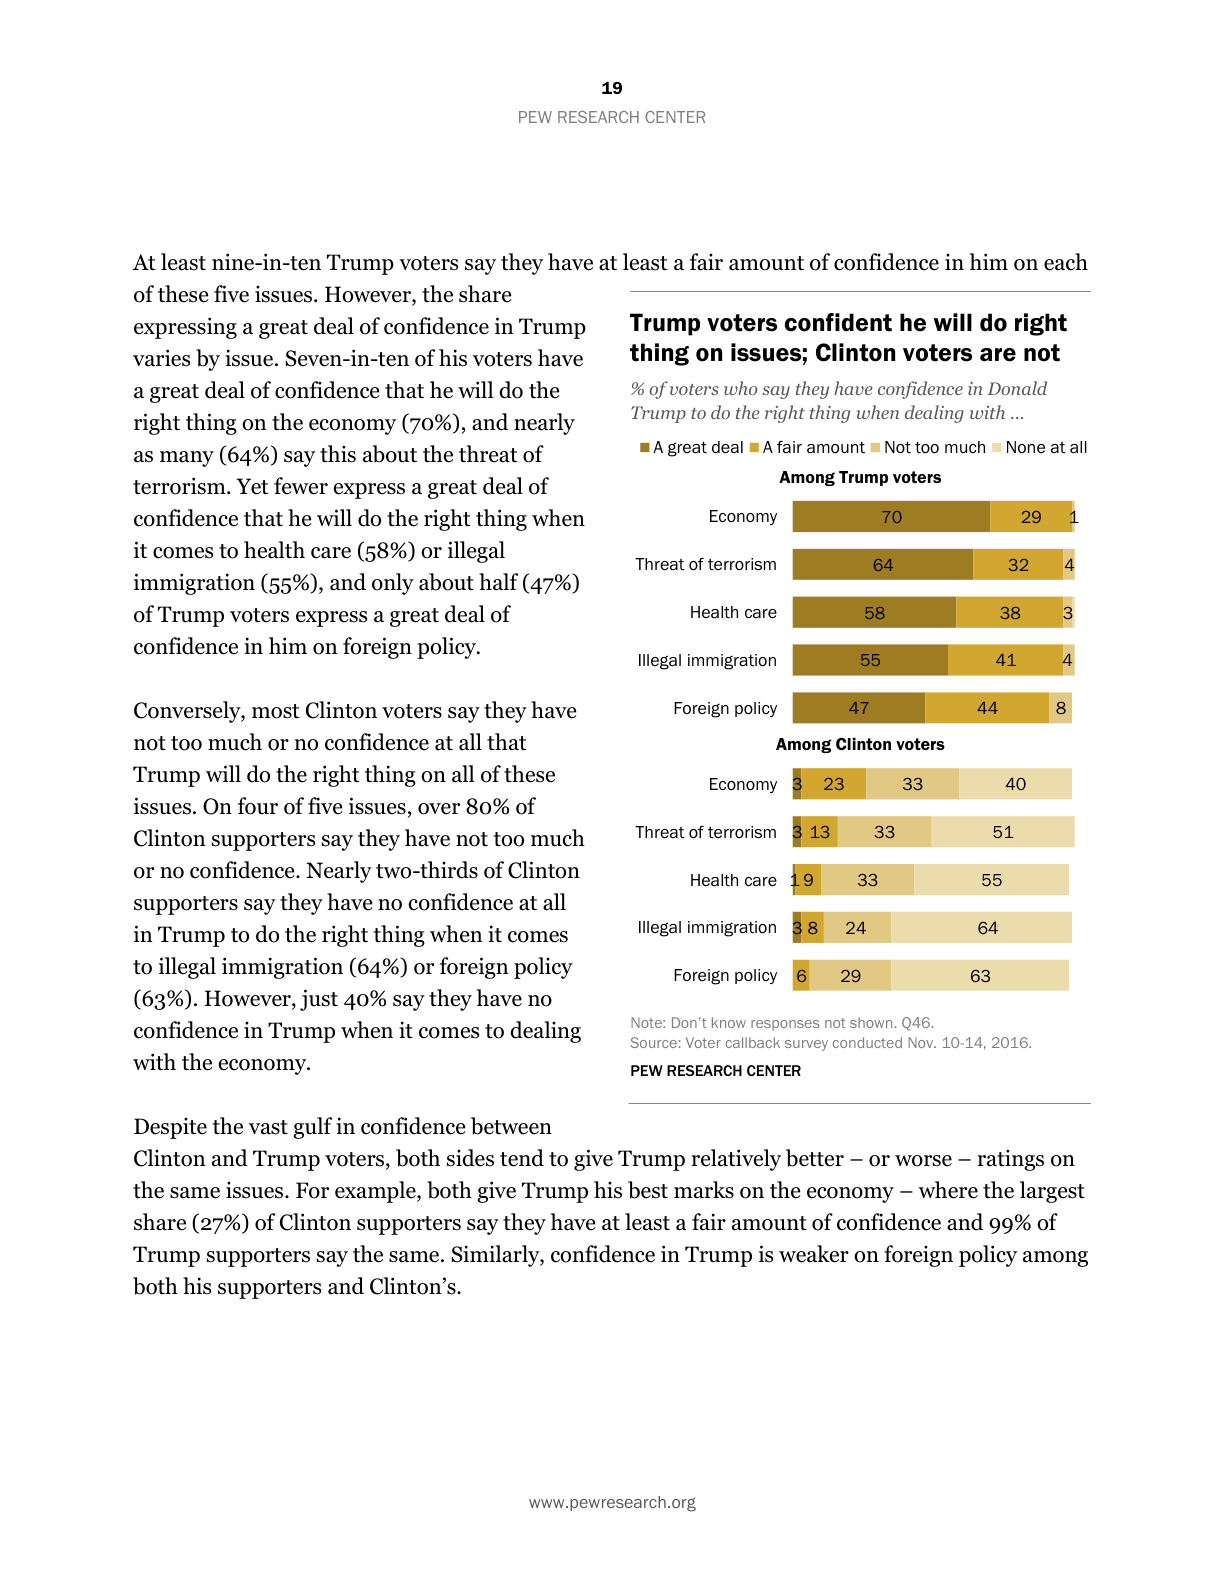 19
PEW RESEARCH CENTER
At least nine-in-ten Trump voters say they have at least a fair amount of confidence in him on each
of these five issues. However, the share
expressing a great deal of confidence in Trump
varies by issue. Seven-in-ten of his voters have
a great deal of confidence that he will do the
right thing on the economy (70%), and nearly
as many (64%) say this about the threat of
terrorism. Yet fewer express a great deal of
confidence that he will do the right thing when
it comes to health care (58%) or illegal
immigration (55%), and only about half (47%)
of Trump voters express a great deal of
confidence in him on foreign policy.
Conversely, most Clinton voters say they have
not too much or no confidence at all that
Trump will do the right thing on all of these
issues. On four of five issues, over 80% of
Clinton supporters say they have not too much
or no confidence. Nearly two-thirds of Clinton
supporters say they have no confidence at all
in Trump to do the right thing when it comes
to illegal immigration (64%) or foreign policy
(63%). However, just 40% say they have no
confidence in Trump when it comes to dealing
with the economy.
Trump voters confident he will do right
thing on issues; Clinton voters are not
% of voters who say they have confidence in Donald
Trump to do the right thing when dealing with ...
A great deal A fair amount Not too much None at all
Among Trump voters
Economy 70 29 1
Threat of terrorism 64 32 4
Health care 58 38 3
Illegal immigration 55 41 4
Foreign policy 47 44 8
Among Clinton voters
Economy 3 23 33 40
Threat of terrorism 3 13 33 51
Health care 1 9 33 55
Illegal immigration 3 8 24 64
Foreign policy 6 29 63
Note: Don't know responses not shown. Q46.
Source: Voter callback survey conducted Nov. 10-14, 2016.
PEW RESEARCH CENTER
Despite the vast gulf in confidence between
Clinton and Trump voters, both sides tend to give Trump relatively better – or worse – ratings on
the same issues. For example, both give Trump his best marks on the economy – where the largest
share (27%) of Clinton supporters say they have at least a fair amount of confidence and 99% of
Trump supporters say the same. Similarly, confidence in Trump is weaker on foreign policy among
both his supporters and Clinton's.
www.pewresearch.org